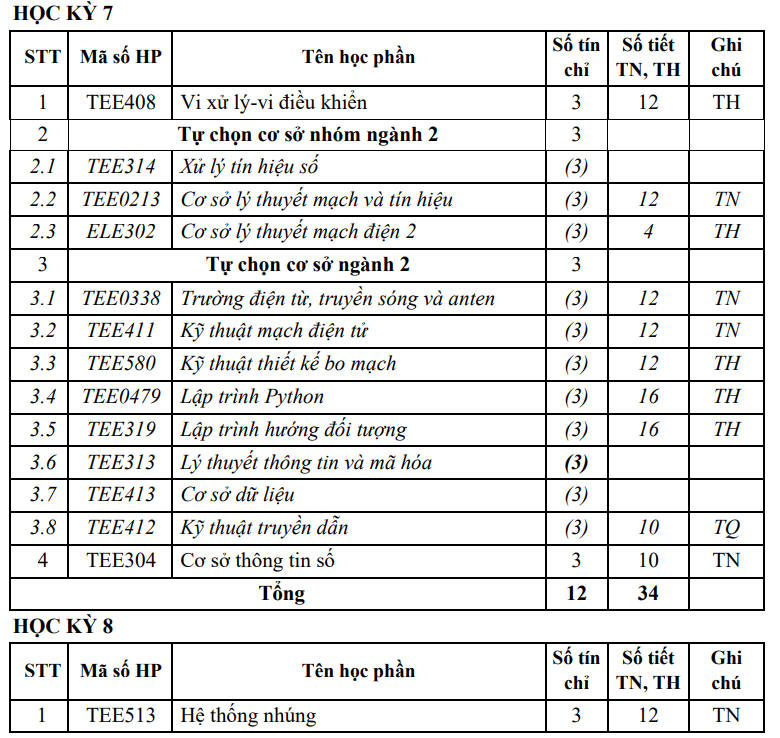 HỌC KỲ 7
STT Mã số HP Tên học phần Số tín chỉ Số tiết TN, TH Ghi chú
1 TEE408 Vi xử lý-vi điều khiển 3 12 TH
2 Tự chọn cơ sở nhóm ngành 2 3
2.1 TEE314 Xử lý tín hiệu số (3)
2.2 TEE0213 Cơ sở lý thuyết mạch và tín hiệu (3) 12 TN
2.3 ELE302 Cơ sở lý thuyết mạch điện 2 (3) 4 TH
3 Tự chọn cơ sở ngành 2 3
3.1 TEE0338 Trường điện từ, truyền sóng và anten (3) 12 TN
3.2 TEE411 Kỹ thuật mạch điện tử (3) 12 TN
3.3 TEE580 Kỹ thuật thiết kế bo mạch (3) 12 TH
3.4 TEE0479 Lập trình Python (3) 16 TH
3.5 TEE319 Lập trình hướng đối tượng (3) 16 TH
3.6 TEE313 Lý thuyết thông tin và mã hóa (3)
3.7 TEE413 Cơ sở dữ liệu (3)
3.8 TEE412 Kỹ thuật truyền dẫn (3) 10 TQ
4 TEE304 Cơ sở thông tin số 3 10 TN
Tổng 12 34
HỌC KỲ 8
STT Mã số HP Tên học phần Số tín chỉ Số tiết TN, TH Ghi chú
1 TEE513 Hệ thống nhúng 3 12 TN